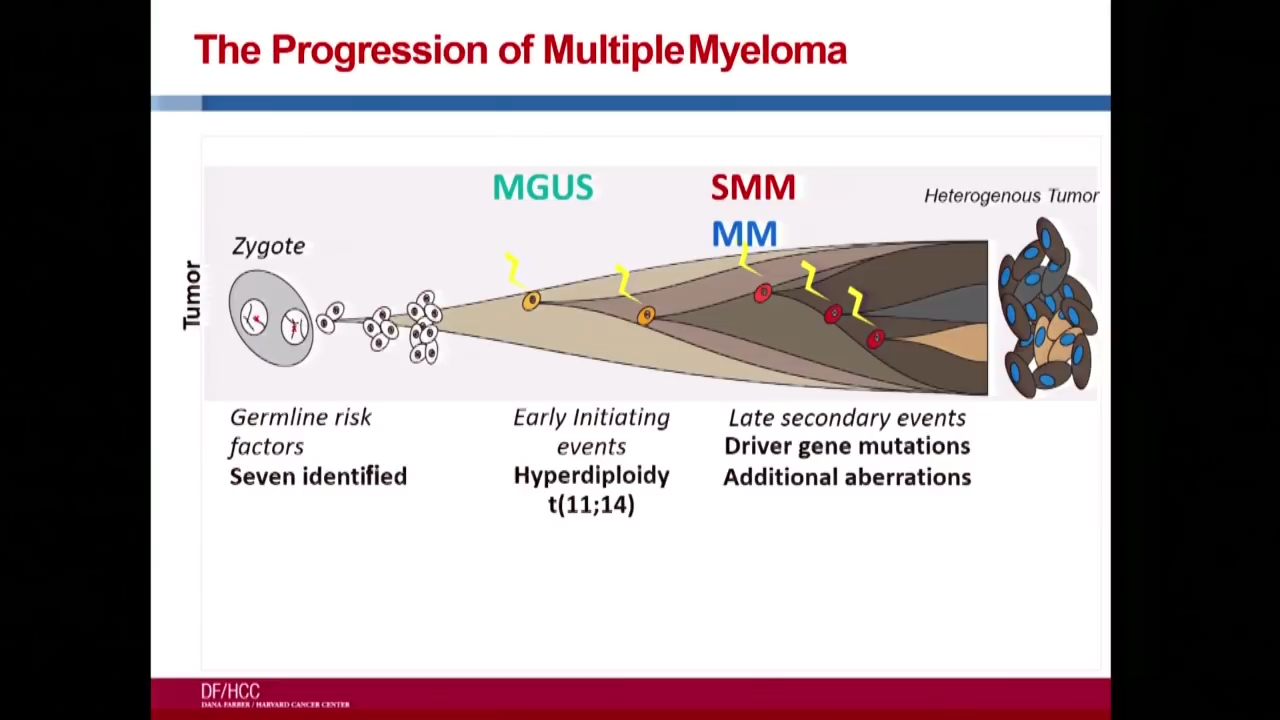 The Progression of Multiple Myeloma
MGUS
SMM
MM
Heterogenous Tumor
Zygote
Tumor
Germline risk
factors
Seven identified
Early Initiating
events
Hyperdiploidy
t(11;14)
Late secondary events
Driver gene mutations
Additional aberrations
DF/HCC
DANA FARBER / HARVARD CANCER CENTER